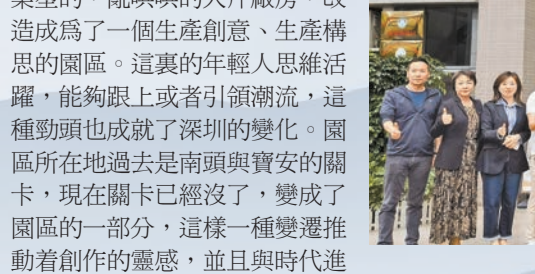 造成爲了一個生產創意、生產構
思的園區。這裏的年輕人思維活
躍，能夠跟上或者引領潮流，這
種勁頭也成就了深圳的變化。園
區所在地過去是南頭與寶安的關
卡，現在關卡已經沒了，變成了
園區的一部分，這樣一種變遷推
動着創作的靈感，並且與時代進